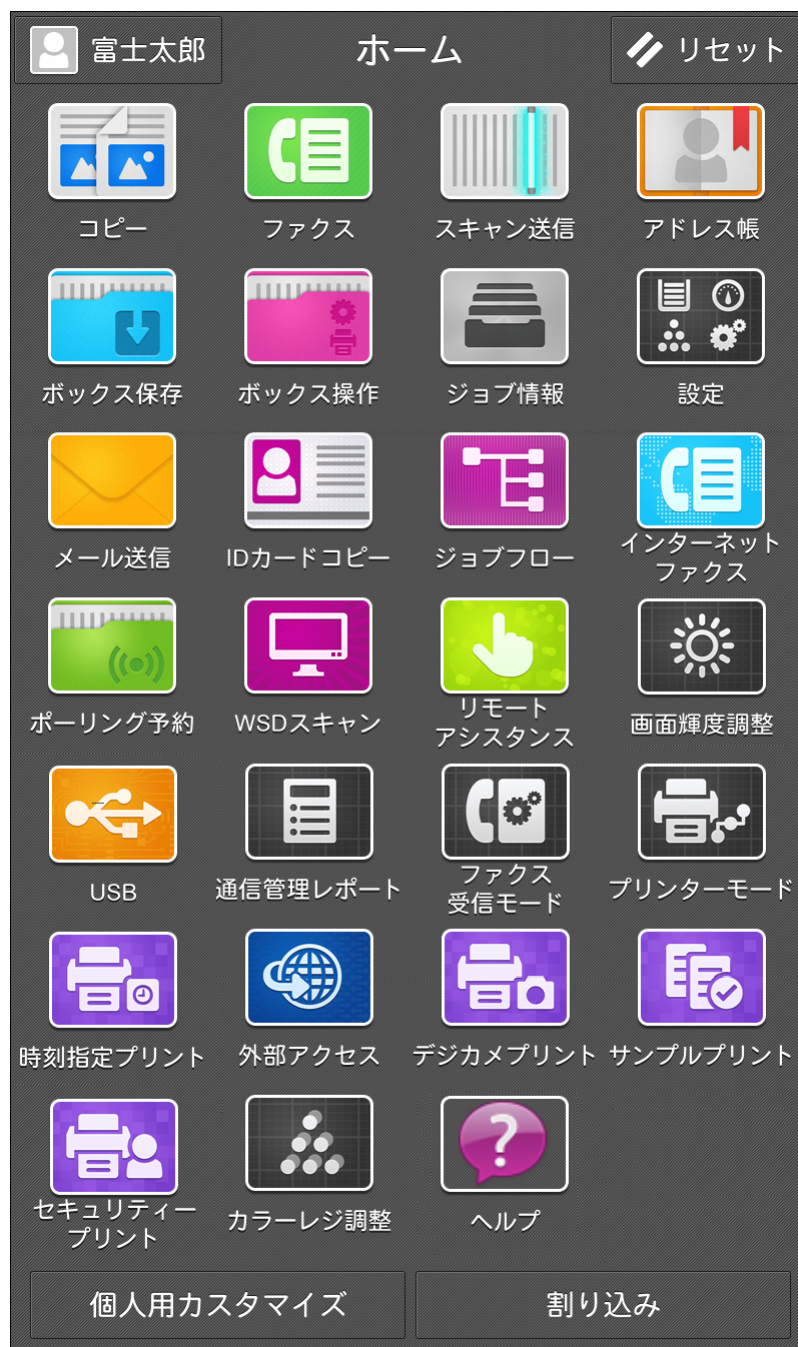 富士太郎
ホーム
リセット
コピー
ファクス
スキャン送信
アドレス帳
ボックス保存
ボックス操作
ジョブ情報
設定
メール送信
IDカードコピー
ジョブフロー
インターネット
ファクス
ポーリング予約
WSDスキャン
リモート
アシスタンス
画面輝度調整
USB
通信管理レポート
ファクス
受信モード
プリンターモード
時刻指定プリント
外部アクセス
デジカメプリント
サンプルプリント
セキュリティー
プリント
カラーレジ調整
ヘルプ
個人用カスタマイズ
割り込み